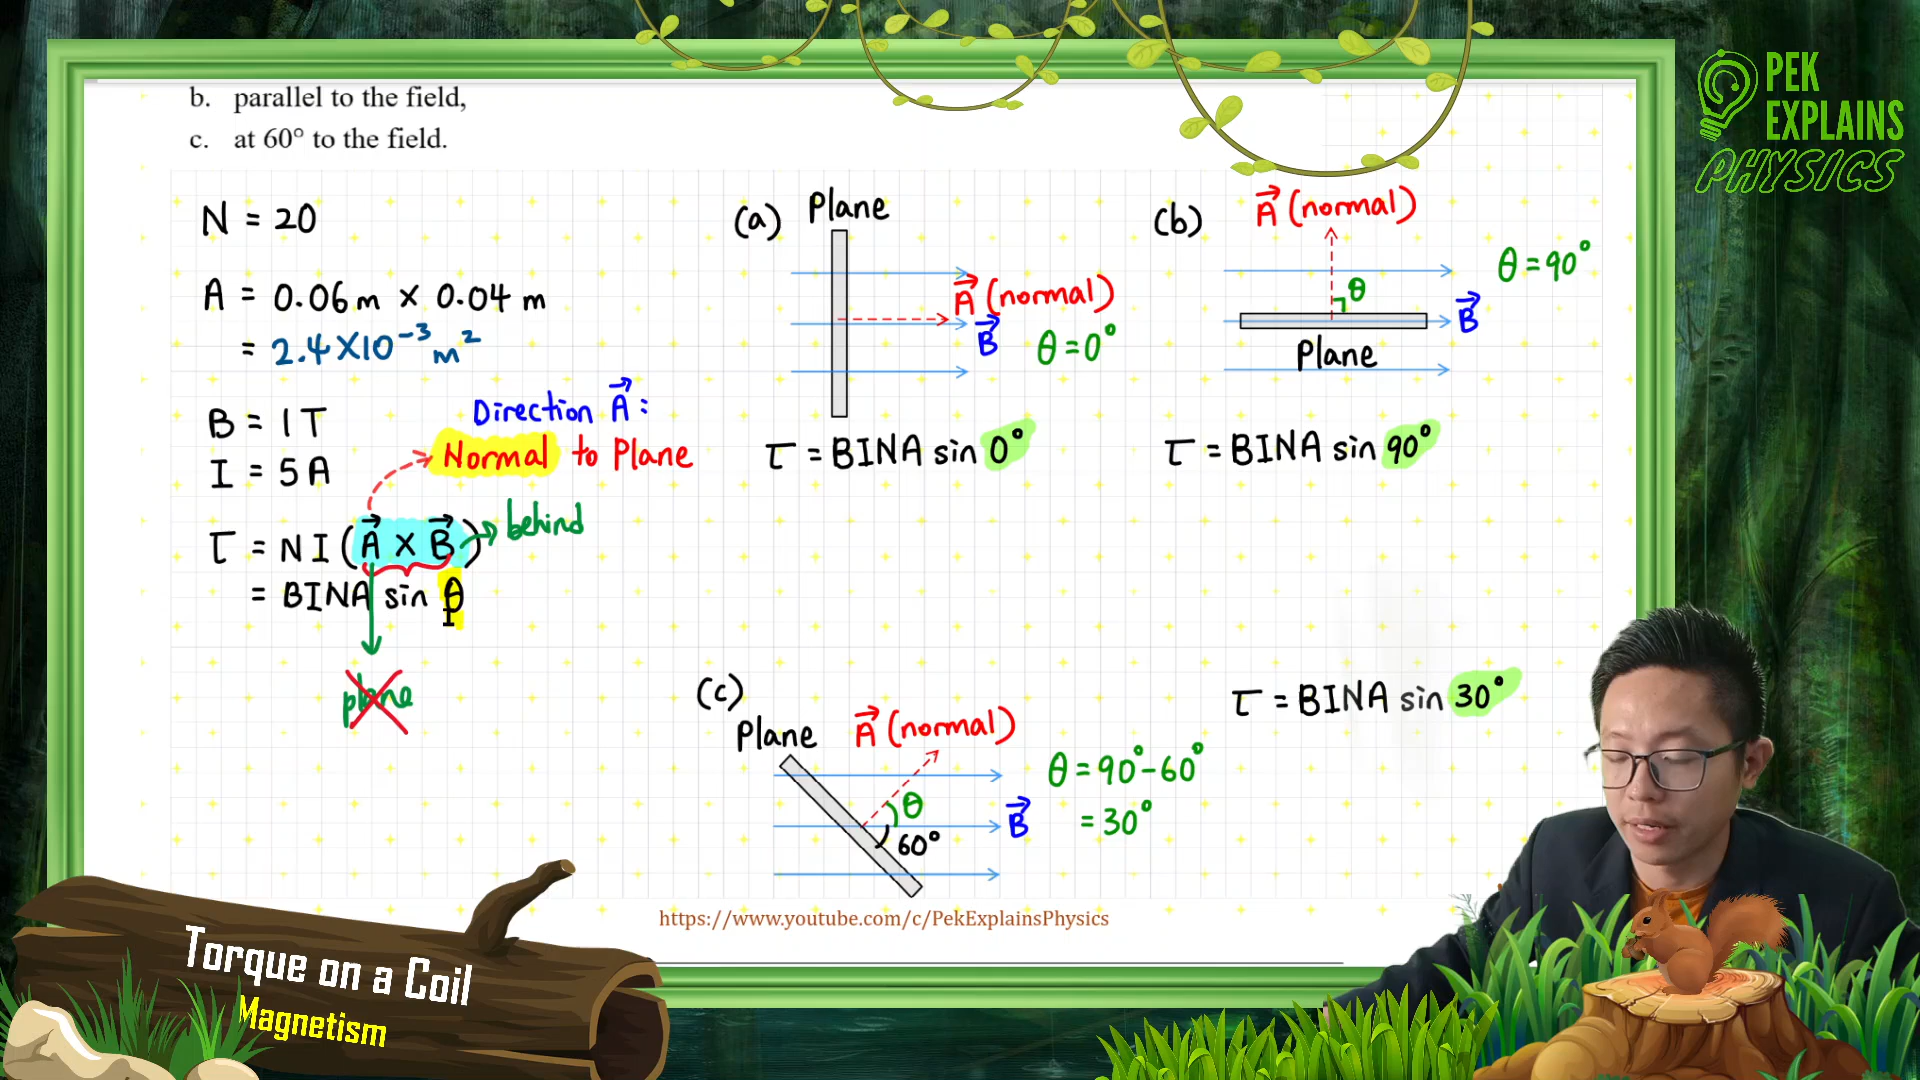 b. parallel to the field,
c. at 60° to the field.
N = 20
A = 0.06 m × 0.04 m
= 2.4×10⁻³ m²
B = 1 T
I = 5 A
Direction A⃗ :
Normal to Plane
τ = N I (A⃗ × B⃗) → behind
= BINA sin θ
plane
(a) Plane
A⃗ (normal)
B⃗ θ = 0°
τ = BINA sin 0°
(b) A⃗ (normal)
θ = 90°
θ
B⃗
Plane
τ = BINA sin 90°
(c)
Plane A⃗ (normal)
θ
60°
B⃗
θ = 90° - 60°
= 30°
τ = BINA sin 30°
https://www.youtube.com/c/PekExplainsPhysics
Torque on a Coil
Magnetism
PEK
EXPLAINS
PHYSICS